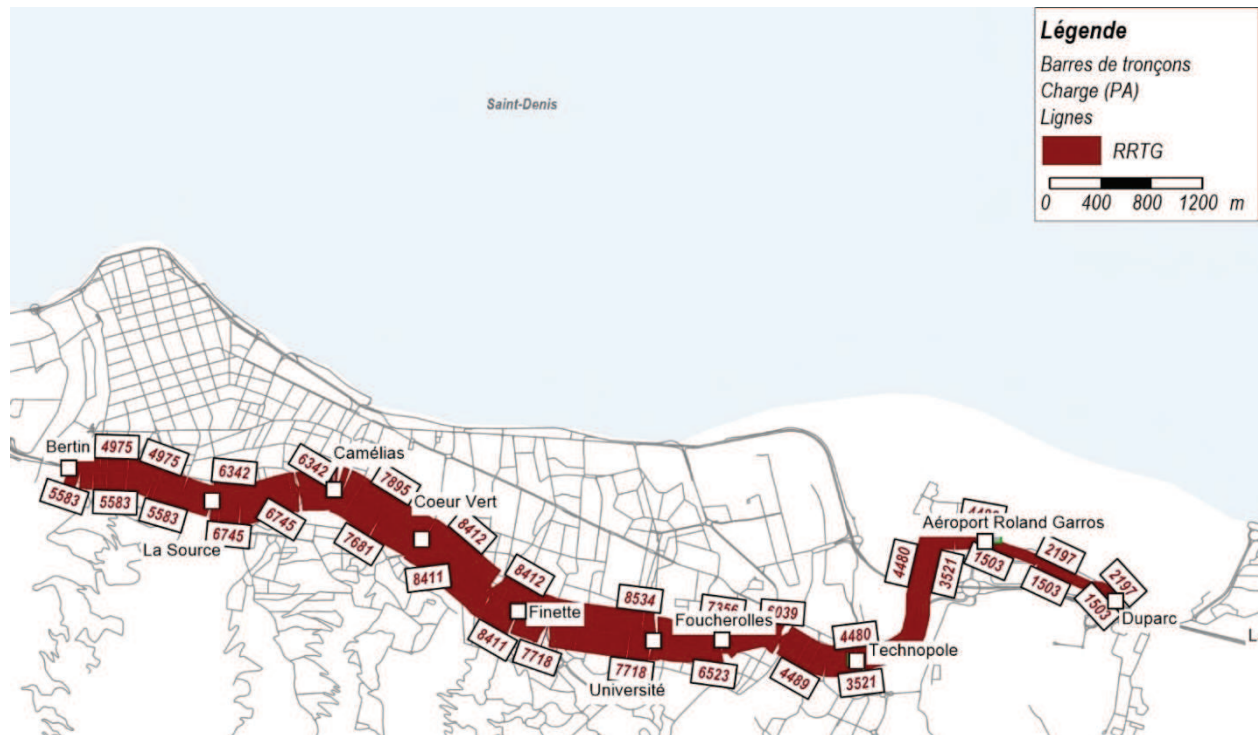 Légende
Barres de tronçons
Charge (PA)
Lignes
RRTG
0 400 800 1200 m
Saint-Denis
Bertin
4975
4975
6342
6342
Camélias
7895
Coeur Vert
8412
8412
5583
5583
5583
La Source
6745
6745
7681
8411
8411
7718
Finette
8534
7718
Université
Foucherolles
7356
6523
6039
4489
4480
Technopole
3521
4480
3521
Aéroport Roland Garros
1503
2197
1503
2197
1503
Duparc